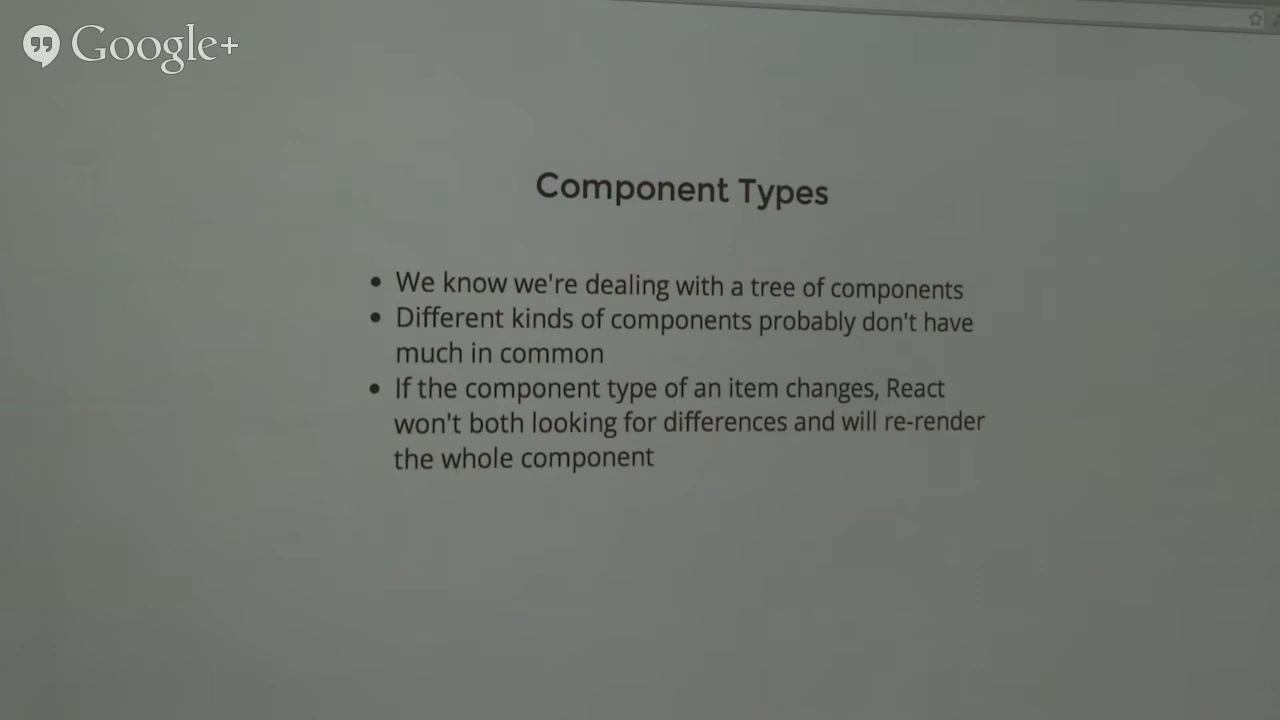 Google+
Component Types
• We know we're dealing with a tree of components
• Different kinds of components probably don't have
much in common
• If the component type of an item changes, React
won't both looking for differences and will re-render
the whole component